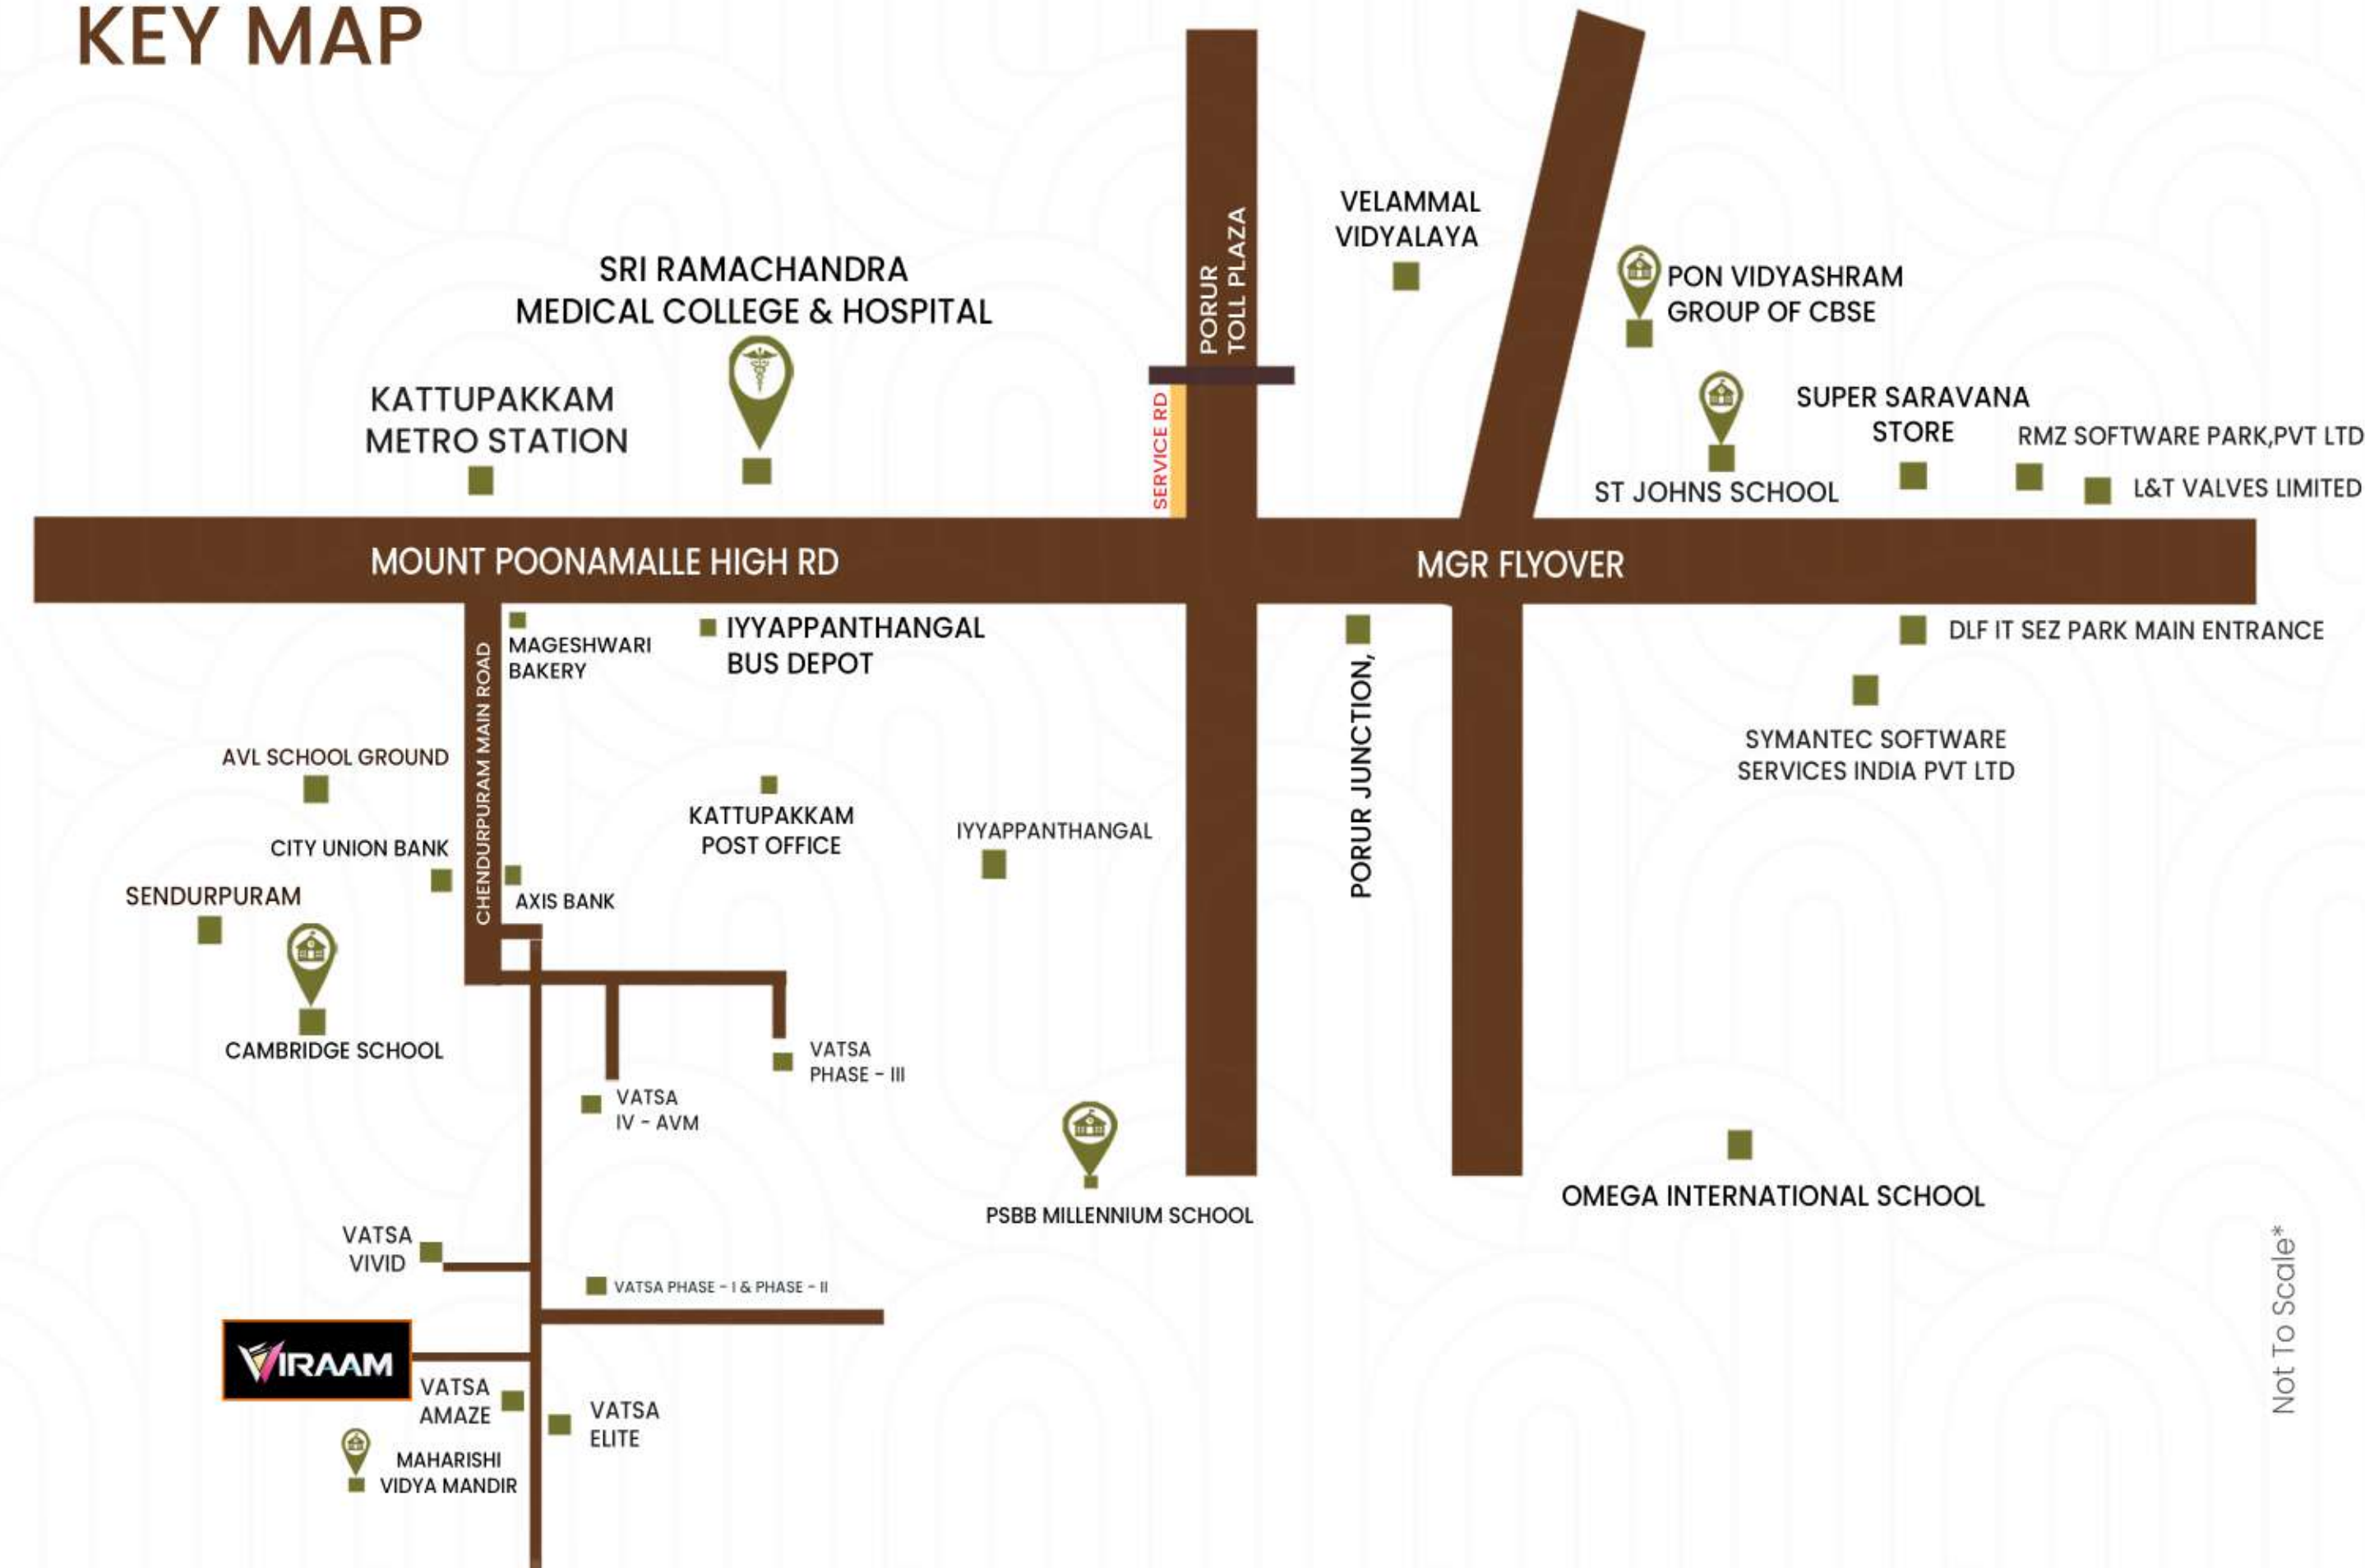 KEY MAP
VELAMMAL
VIDYALAYA
PORUR
TOLL PLAZA
SRI RAMACHANDRA
MEDICAL COLLEGE & HOSPITAL
PON VIDYASHRAM
GROUP OF CBSE
KATTUPAKKAM
METRO STATION
SERVICE RD
SUPER SARAVANA
STORE
RMZ SOFTWARE PARK,PVT LTD
ST JOHNS SCHOOL
L&T VALVES LIMITED
MOUNT POONAMALLE HIGH RD
MGR FLYOVER
MAGESHWARI
BAKERY
IYYAPPANTHANGAL
BUS DEPOT
DLF IT SEZ PARK MAIN ENTRANCE
CHENDURPURAM MAIN ROAD
PORUR JUNCTION,
SYMANTEC SOFTWARE
SERVICES INDIA PVT LTD
AVL SCHOOL GROUND
KATTUPAKKAM
POST OFFICE
IYYAPPANTHANGAL
CITY UNION BANK
SENDURPURAM
AXIS BANK
CAMBRIDGE SCHOOL
VATSA
PHASE - III
VATSA
IV - AVM
PSBB MILLENNIUM SCHOOL
OMEGA INTERNATIONAL SCHOOL
VATSA
VIVID
VATSA PHASE - I & PHASE - II
Not To Scale*
VIRAAM
VATSA
AMAZE
VATSA
ELITE
MAHARISHI
VIDYA MANDIR